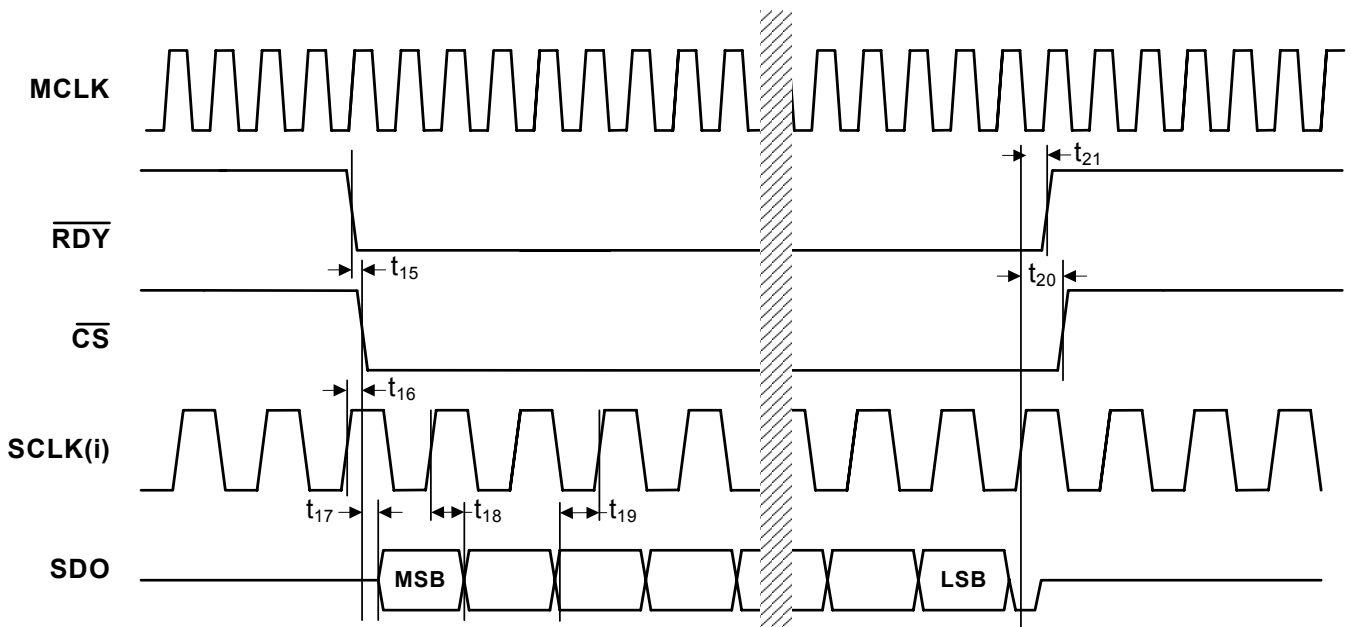 MCLK
t21
RDY
t15
t20
CS
t16
SCLK(i)
t17
t18
t19
SDO
MSB
LSB